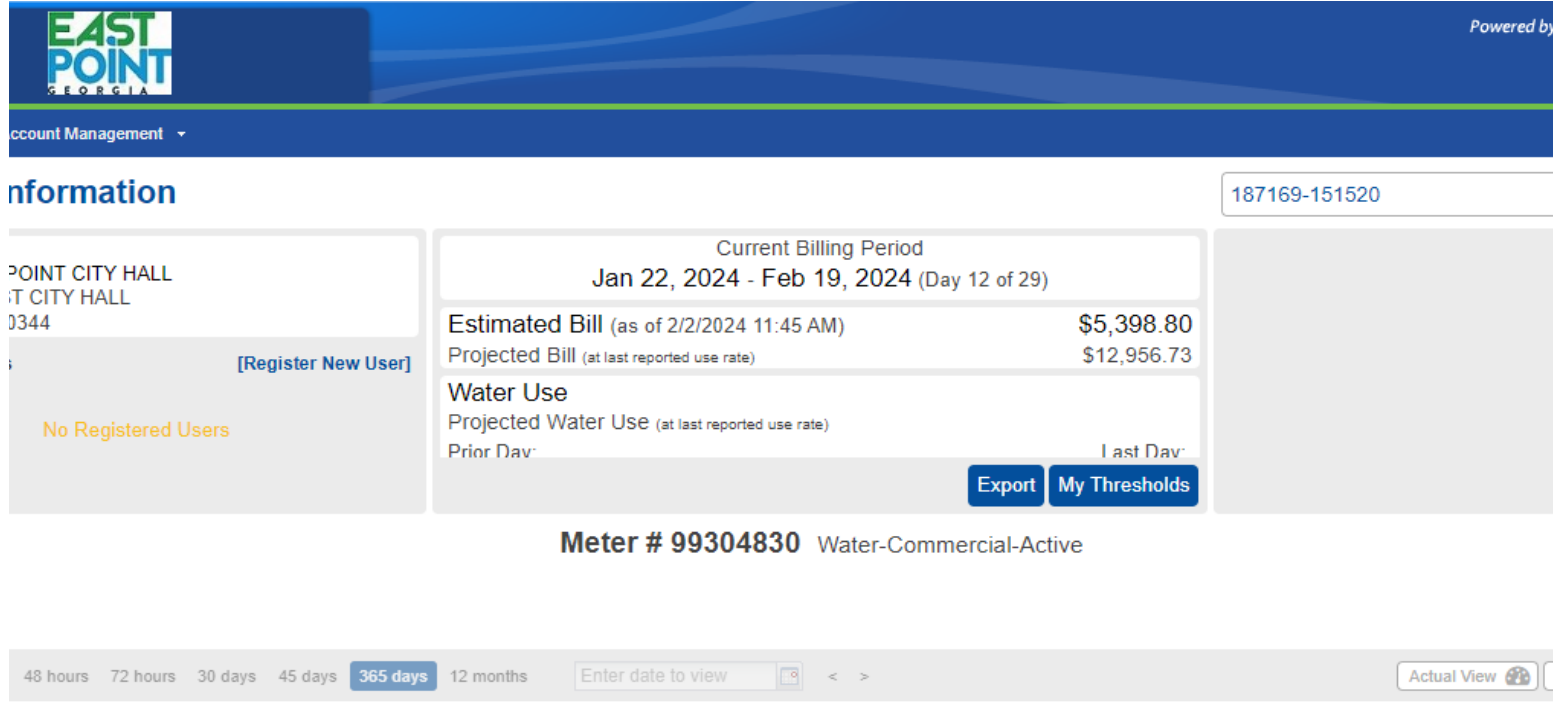 EAST
POINT
GEORGIA
Powered by
Account Management
nformation
187169-151520
POINT CITY HALL
ST CITY HALL
0344
s
[Register New User]
No Registered Users
Current Billing Period
Jan 22, 2024 - Feb 19, 2024 (Day 12 of 29)
Estimated Bill (as of 2/2/2024 11:45 AM) $5,398.80
Projected Bill (at last reported use rate) $12,956.73
Water Use
Projected Water Use (at last reported use rate)
Prior Day: Last Day:
Export My Thresholds
Meter # 99304830 Water-Commercial-Active
48 hours 72 hours 30 days 45 days 365 days 12 months Enter date to view < > Actual View